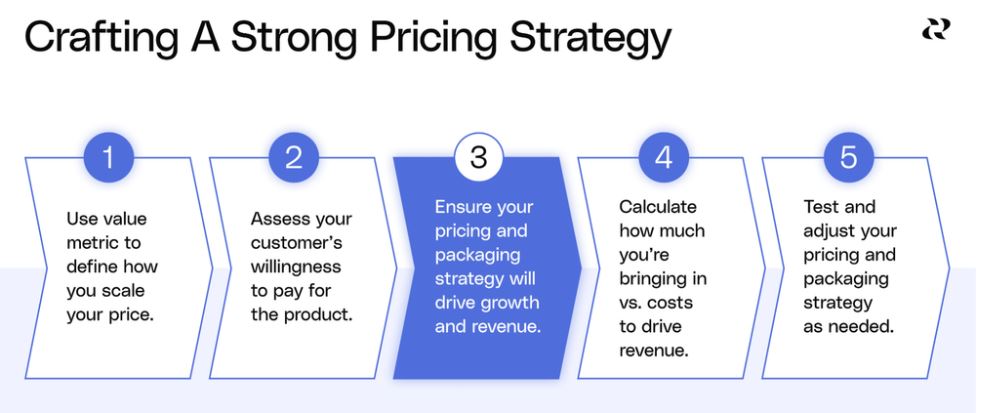 Crafting A Strong Pricing Strategy
1
Use value
metric to
define how
you scale
your price.
2
Assess your
customer's
willingness
to pay for
the product.
3
Ensure your
pricing and
packaging
strategy will
drive growth
and revenue.
4
Calculate
how much
you're
bringing in
vs. costs
to drive
revenue.
5
Test and
adjust your
pricing and
packaging
strategy
as needed.